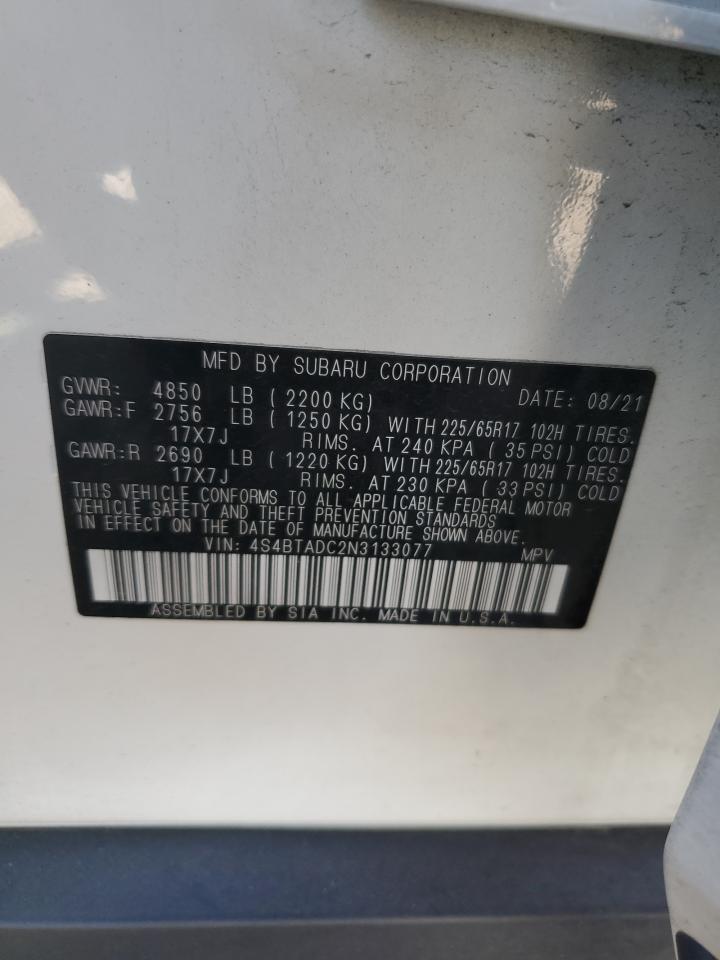 MFD BY SUBARU CORPORATION
GVWR: 4850 LB ( 2200 KG) DATE: 08/21
GAWR:F 2756 LB ( 1250 KG) WITH 225/65R17 102H TIRES.
17X7J RIMS. AT 240 KPA ( 35 PSI) COLD
GAWR:R 2690 LB ( 1220 KG) WITH 225/65R17 102H TIRES.
17X7J RIMS. AT 230 KPA ( 33 PSI) COLD
THIS VEHICLE CONFORMS TO ALL APPLICABLE FEDERAL MOTOR
VEHICLE SAFETY AND THEFT PREVENTION STANDARDS
IN EFFECT ON THE DATE OF MANUFACTURE SHOWN ABOVE.
VIN: 4S4BTADC2N3133077 MPV
ASSEMBLED BY SIA INC. MADE IN U.S.A.